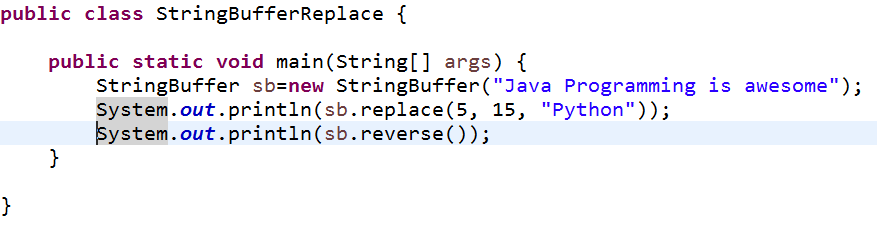 public class StringBufferReplace {
public static void main(String[] args) {
StringBuffer sb=new StringBuffer("Java Programming is awesome");
System.out.println(sb.replace(5, 15, "Python"));
System.out.println(sb.reverse());
}
}